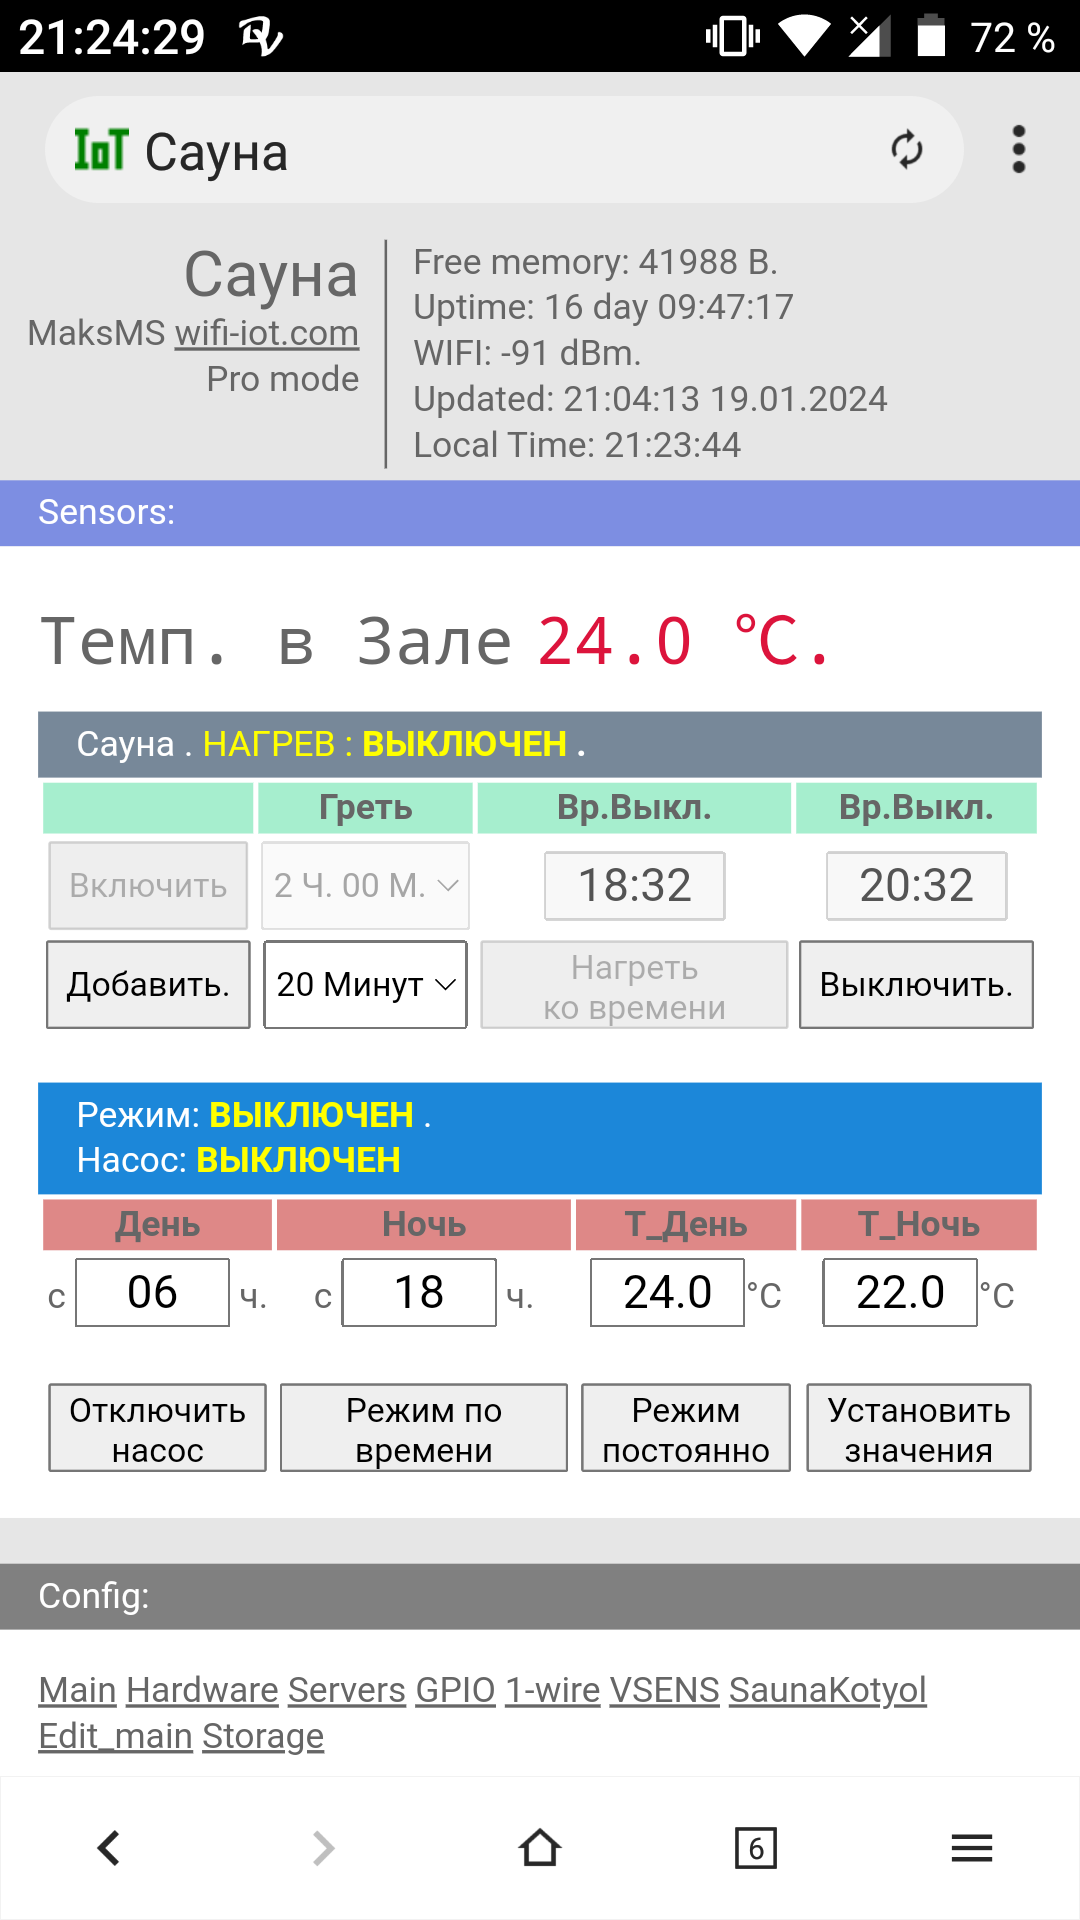 21:24:29 72 %
IoT Сауна
Сауна
MaksMS wifi-iot.com
Pro mode
Free memory: 41988 B.
Uptime: 16 day 09:47:17
WIFI: -91 dBm.
Updated: 21:04:13 19.01.2024
Local Time: 21:23:44
Sensors:
Темп. в Зале 24.0 °C.
Сауна . НАГРЕВ : ВЫКЛЮЧЕН .
Греть Вр.Выкл. Вр.Выкл.
Включить 2 Ч. 00 М. 18:32 20:32
Добавить. 20 Минут Нагреть
ко времени Выключить.
Режим: ВЫКЛЮЧЕН .
Насос: ВЫКЛЮЧЕН
День Ночь Т_День Т_Ночь
с 06 ч. с 18 ч. 24.0 °C 22.0 °C
Отключить
насос
Режим по
времени
Режим
постоянно
Установить
значения
Config:
Main Hardware Servers GPIO 1-wire VSENS SaunaKotyol
Edit_main Storage
6